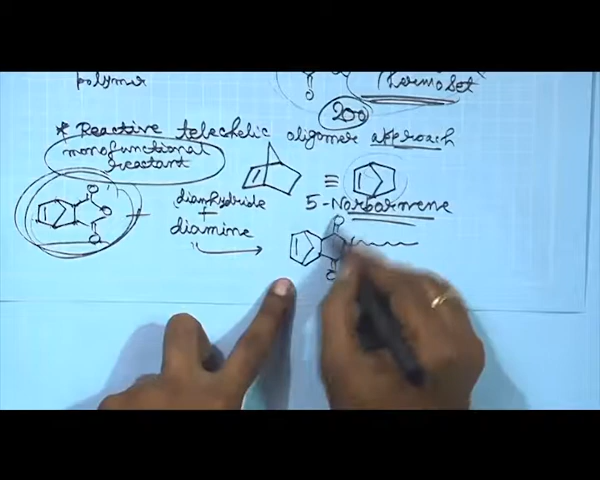 polymer
O
Thermoset
200
* Reactive telechelic oligomer approach
monofunctional
reactant
≡
5-Norbornene
O
O
O
+
dianhydride
+
diamine
O
O